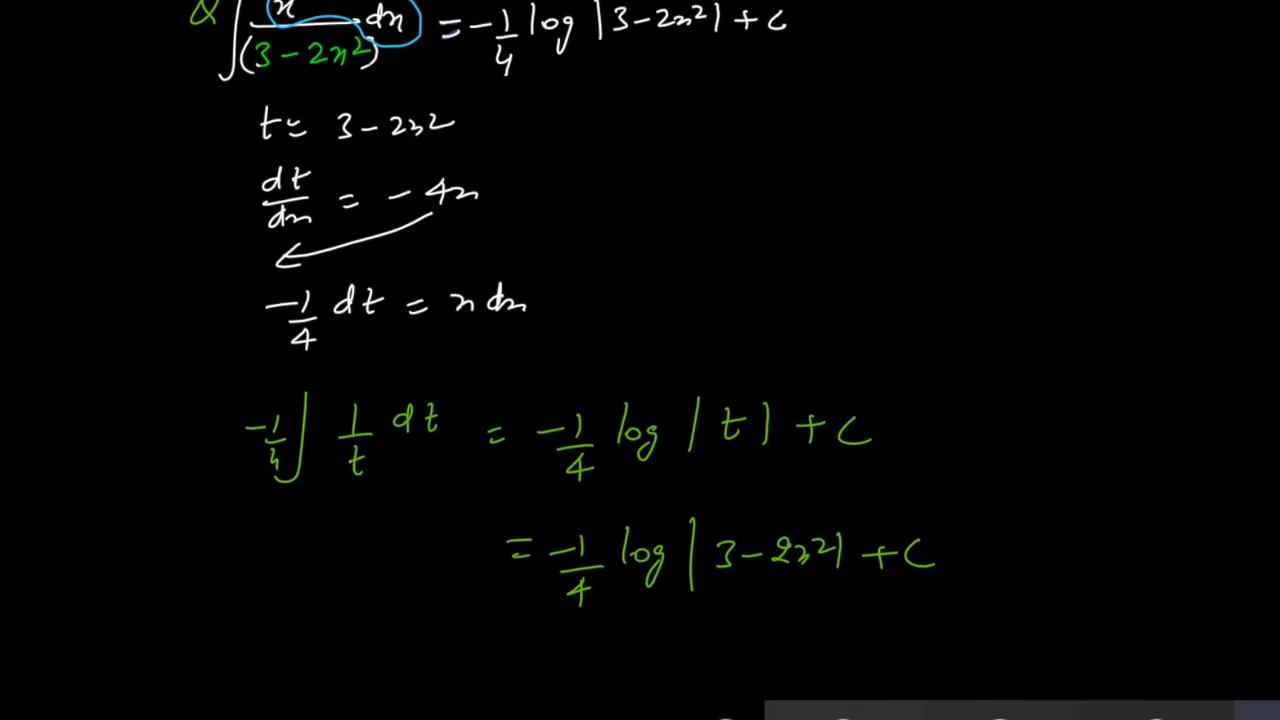 Q ∫ x/(3-2x²) dx = -1/4 log |3-2x²| + c
t = 3-2x²
dt/dx = -4x
-1/4 dt = x dx
-1/4 ∫ 1/t dt = -1/4 log |t| + c
= -1/4 log |3-2x²| + c